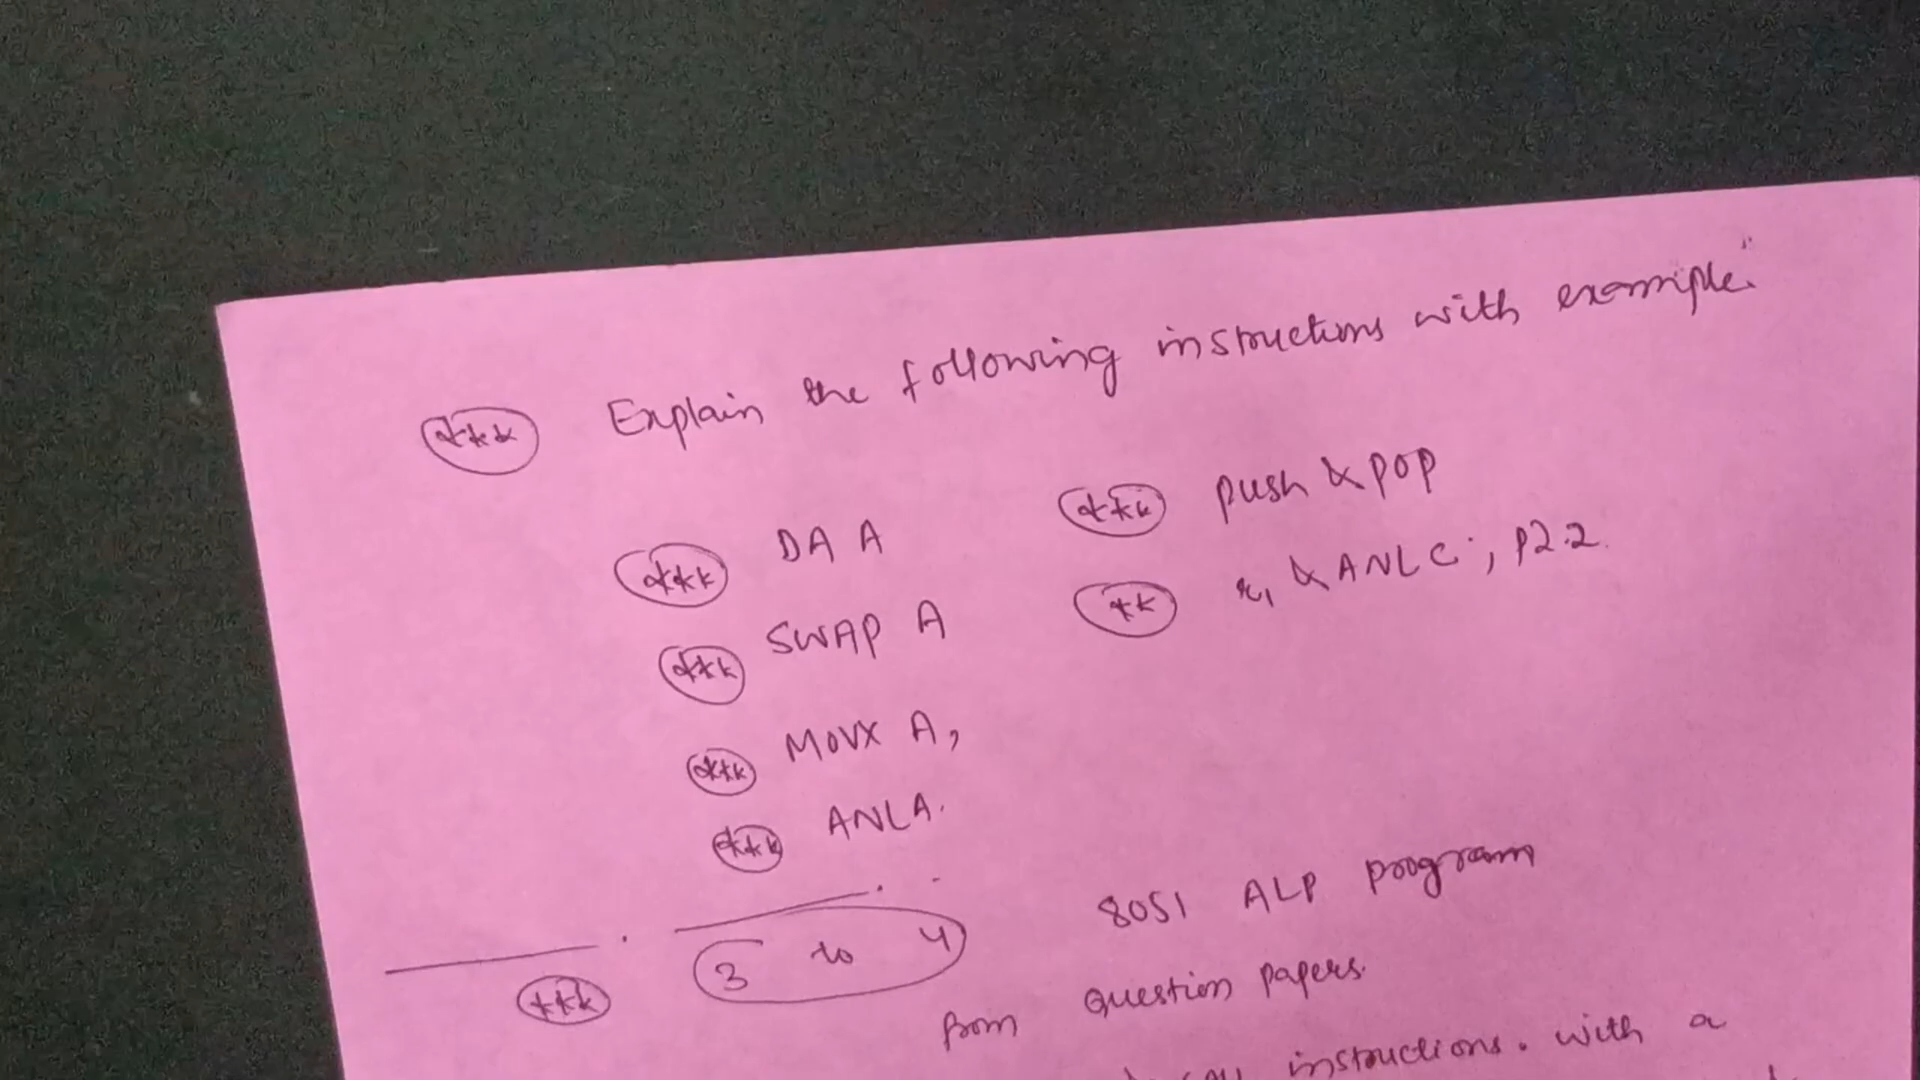 *** Explain the following instructions with example.
*** DA A
*** SWAP A
*** MOVX A,
*** ANLA.
*** push & pop
** & ANL C, P2.2
*** 3 to 4 8051 ALP program
from question papers.
instructions. with a